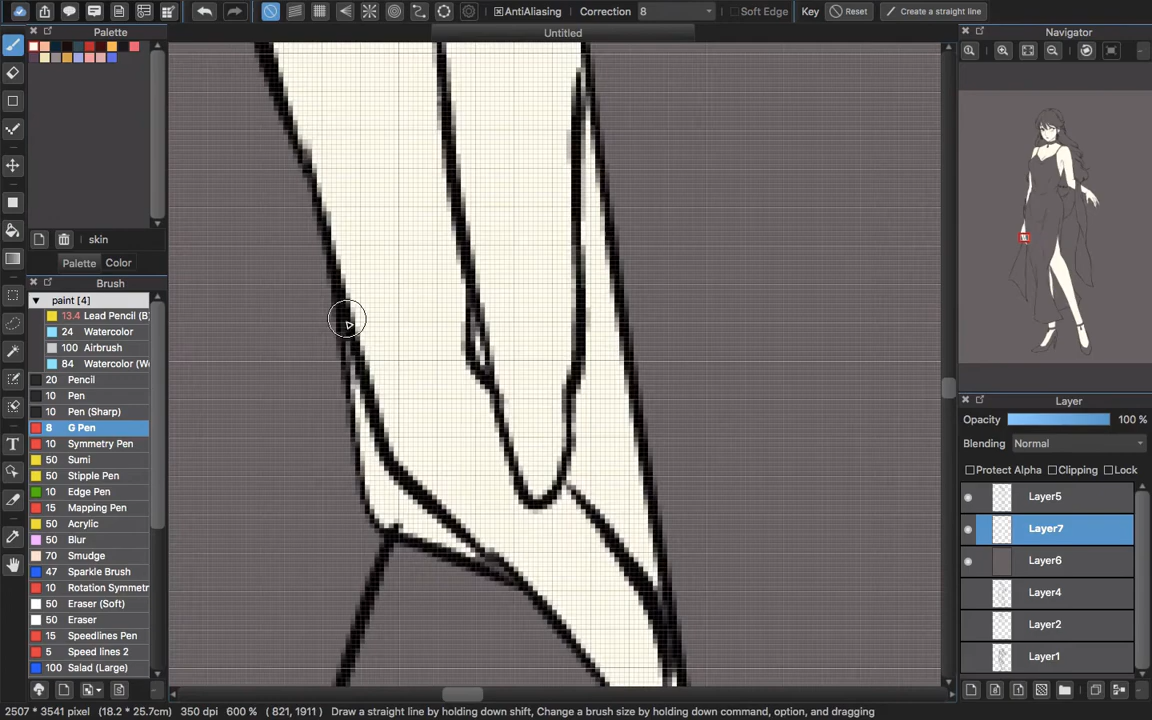 AntiAliasing Correction 8 Soft Edge Key Reset Create a straight line
Palette
Untitled
Navigator
skin
Palette Color
Brush
paint [4]
13.4 Lead Pencil (B
24 Watercolor
100 Airbrush
84 Watercolor (We
20 Pencil
10 Pen
10 Pen (Sharp)
8 G Pen
10 Symmetry Pen
50 Sumi
50 Stipple Pen
10 Edge Pen
15 Mapping Pen
50 Acrylic
50 Blur
70 Smudge
47 Sparkle Brush
10 Rotation Symmetr
50 Eraser (Soft)
50 Eraser
15 Speedlines Pen
5 Speed lines 2
100 Salad (Large)
Layer
Opacity 100 %
Blending Normal
Protect Alpha Clipping Lock
Layer5
Layer7
Layer6
Layer4
Layer2
Layer1
2507 * 3541 pixel (18.2 * 25.7cm) 350 dpi 600 % ( 821, 1911) Draw a straight line by holding down shift, Change a brush size by holding down command, option, and dragging